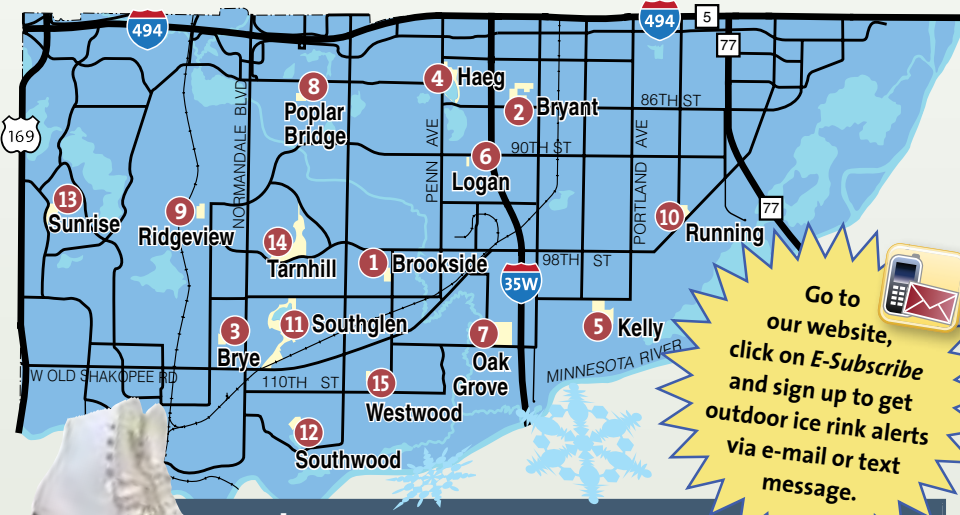 494
494
5
77
169
NORMANDALE BLVD
8
Poplar
Bridge
4
Haeg
2
Bryant
86TH ST
PENN AVE
6
Logan
90TH ST
PORTLAND AVE
13
Sunrise
9
Ridgeview
14
Tarnhill
1
Brookside
98TH ST
10
Running
77
35W
3
Brye
11
Southglen
7
Oak
Grove
5
Kelly
MINNESOTA RIVER
W OLD SHAKOPEE RD
110TH ST
15
Westwood
12
Southwood
Go to
our website,
click on E-Subscribe
and sign up to get
outdoor ice rink alerts
via e-mail or text
message.